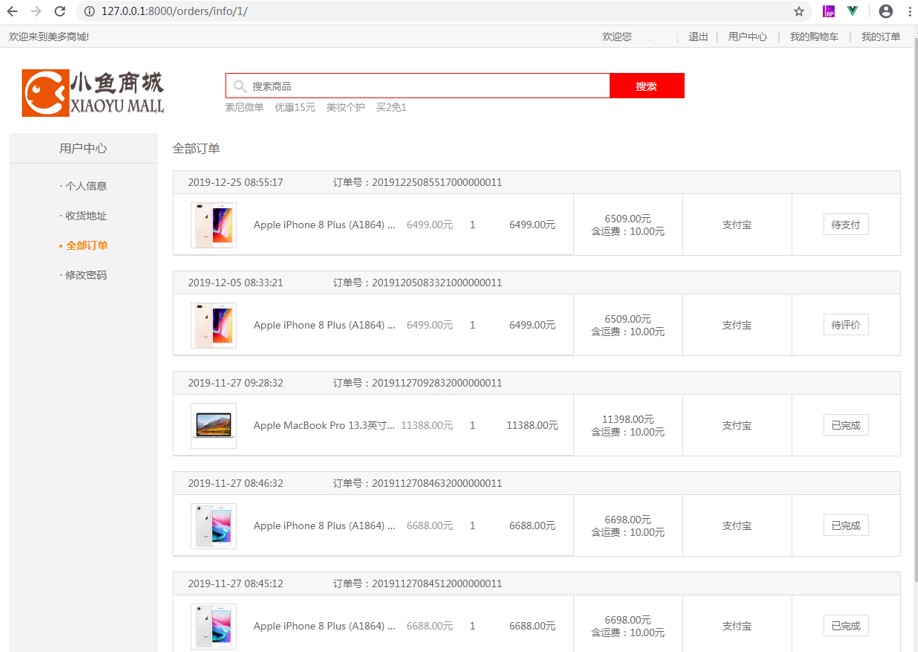 127.0.0.1:8000/orders/info/1/
欢迎来到美多商城!
欢迎您
退出 | 用户中心 | 我的购物车 | 我的订单
小鱼商城
XIAOYU MALL
搜索商品
搜索
索尼微单 优惠15元 美妆个护 买2免1
用户中心
· 个人信息
· 收货地址
· 全部订单
· 修改密码
全部订单
2019-12-25 08:55:17 订单号：20191225085517000000011
Apple iPhone 8 Plus (A1864) ... 6499.00元 1 6499.00元
6509.00元
含运费：10.00元
支付宝
待支付
2019-12-05 08:33:21 订单号：20191205083321000000011
Apple iPhone 8 Plus (A1864) ... 6499.00元 1 6499.00元
6509.00元
含运费：10.00元
支付宝
待评价
2019-11-27 09:28:32 订单号：20191127092832000000011
Apple MacBook Pro 13.3英寸... 11388.00元 1 11388.00元
11398.00元
含运费：10.00元
支付宝
已完成
2019-11-27 08:46:32 订单号：20191127084632000000011
Apple iPhone 8 Plus (A1864) ... 6688.00元 1 6688.00元
6698.00元
含运费：10.00元
支付宝
已完成
2019-11-27 08:45:12 订单号：20191127084512000000011
Apple iPhone 8 Plus (A1864) ... 6688.00元 1 6688.00元
6698.00元
含运费：10.00元
支付宝
已完成